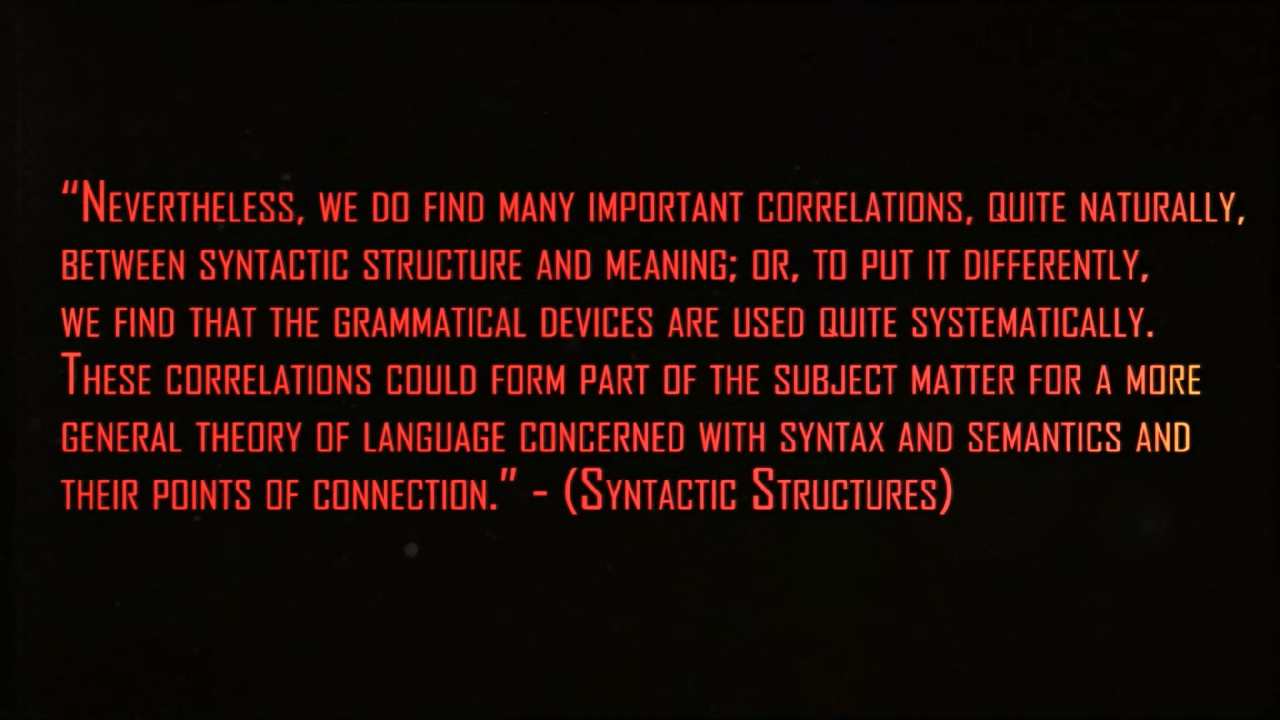 “Nevertheless, we do find many important correlations, quite naturally,
between syntactic structure and meaning; or, to put it differently,
we find that the grammatical devices are used quite systematically.
These correlations could form part of the subject matter for a more
general theory of language concerned with syntax and semantics and
their points of connection.” - (Syntactic Structures)